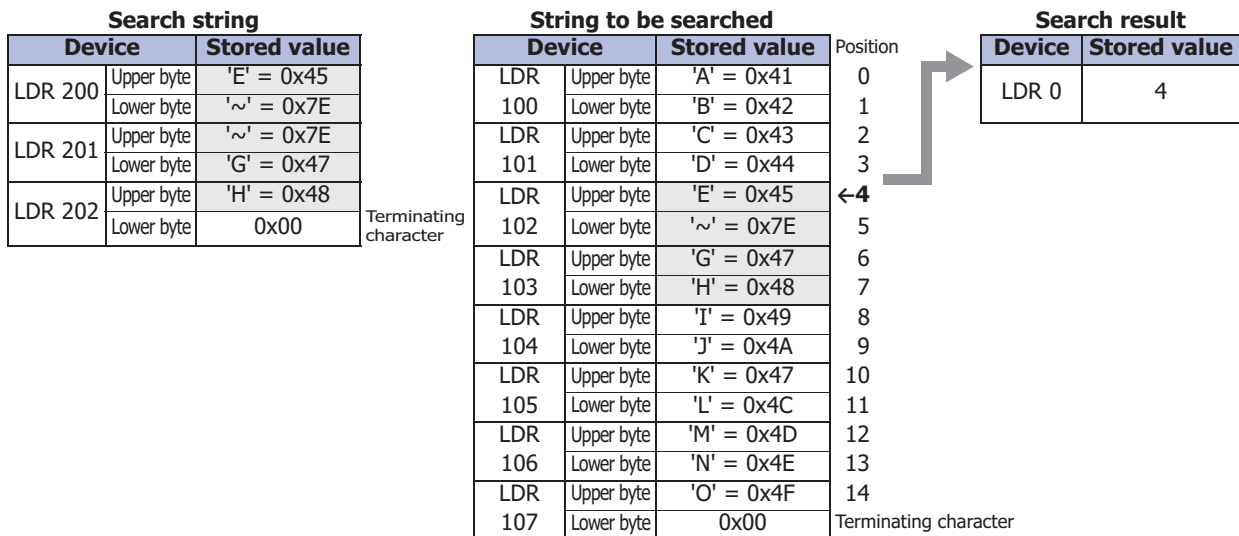 Search string
Device Stored value
LDR 200 Upper byte 'E' = 0x45
Lower byte '~' = 0x7E
LDR 201 Upper byte '~' = 0x7E
Lower byte 'G' = 0x47
LDR 202 Upper byte 'H' = 0x48
Lower byte 0x00 Terminating character
String to be searched
Device Stored value Position
LDR Upper byte 'A' = 0x41 0
100 Lower byte 'B' = 0x42 1
LDR Upper byte 'C' = 0x43 2
101 Lower byte 'D' = 0x44 3
LDR Upper byte 'E' = 0x45 ←4
102 Lower byte '~' = 0x7E 5
LDR Upper byte 'G' = 0x47 6
103 Lower byte 'H' = 0x48 7
LDR Upper byte 'I' = 0x49 8
104 Lower byte 'J' = 0x4A 9
LDR Upper byte 'K' = 0x47 10
105 Lower byte 'L' = 0x4C 11
LDR Upper byte 'M' = 0x4D 12
106 Lower byte 'N' = 0x4E 13
LDR Upper byte 'O' = 0x4F 14
107 Lower byte 0x00 Terminating character
Search result
Device Stored value
LDR 0 4